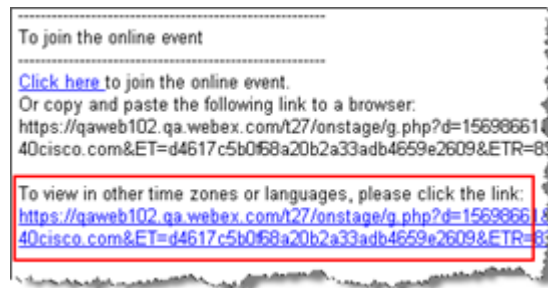 ------------------------------------------------------------
To join the online event
------------------------------------------------------------
Click here to join the online event.
Or copy and paste the following link to a browser:
https://qaweb102.qa.webex.com/t27/onstage/g.php?d=15698661&
40cisco.com&ET=d4617c5b0f68a20b2a33adb4659e2609&ETR=8
To view in other time zones or languages, please click the link:
https://qaweb102.qa.webex.com/t27/onstage/g.php?d=15698661&
40cisco.com&ET=d4617c5b0f68a20b2a33adb4659e2609&ETR=8